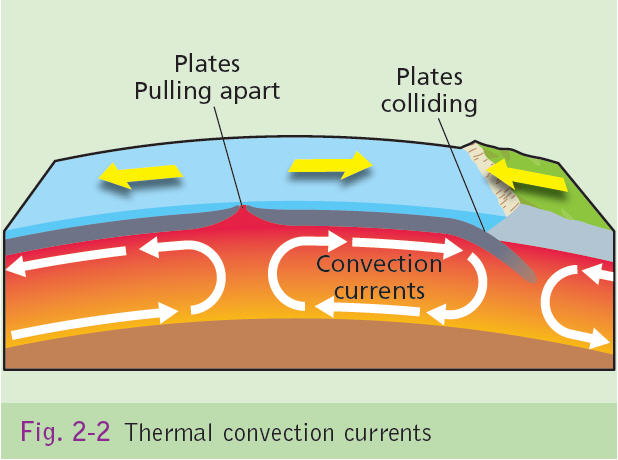 Plates
Pulling apart
Plates
colliding
Convection
currents
Fig. 2-2 Thermal convection currents